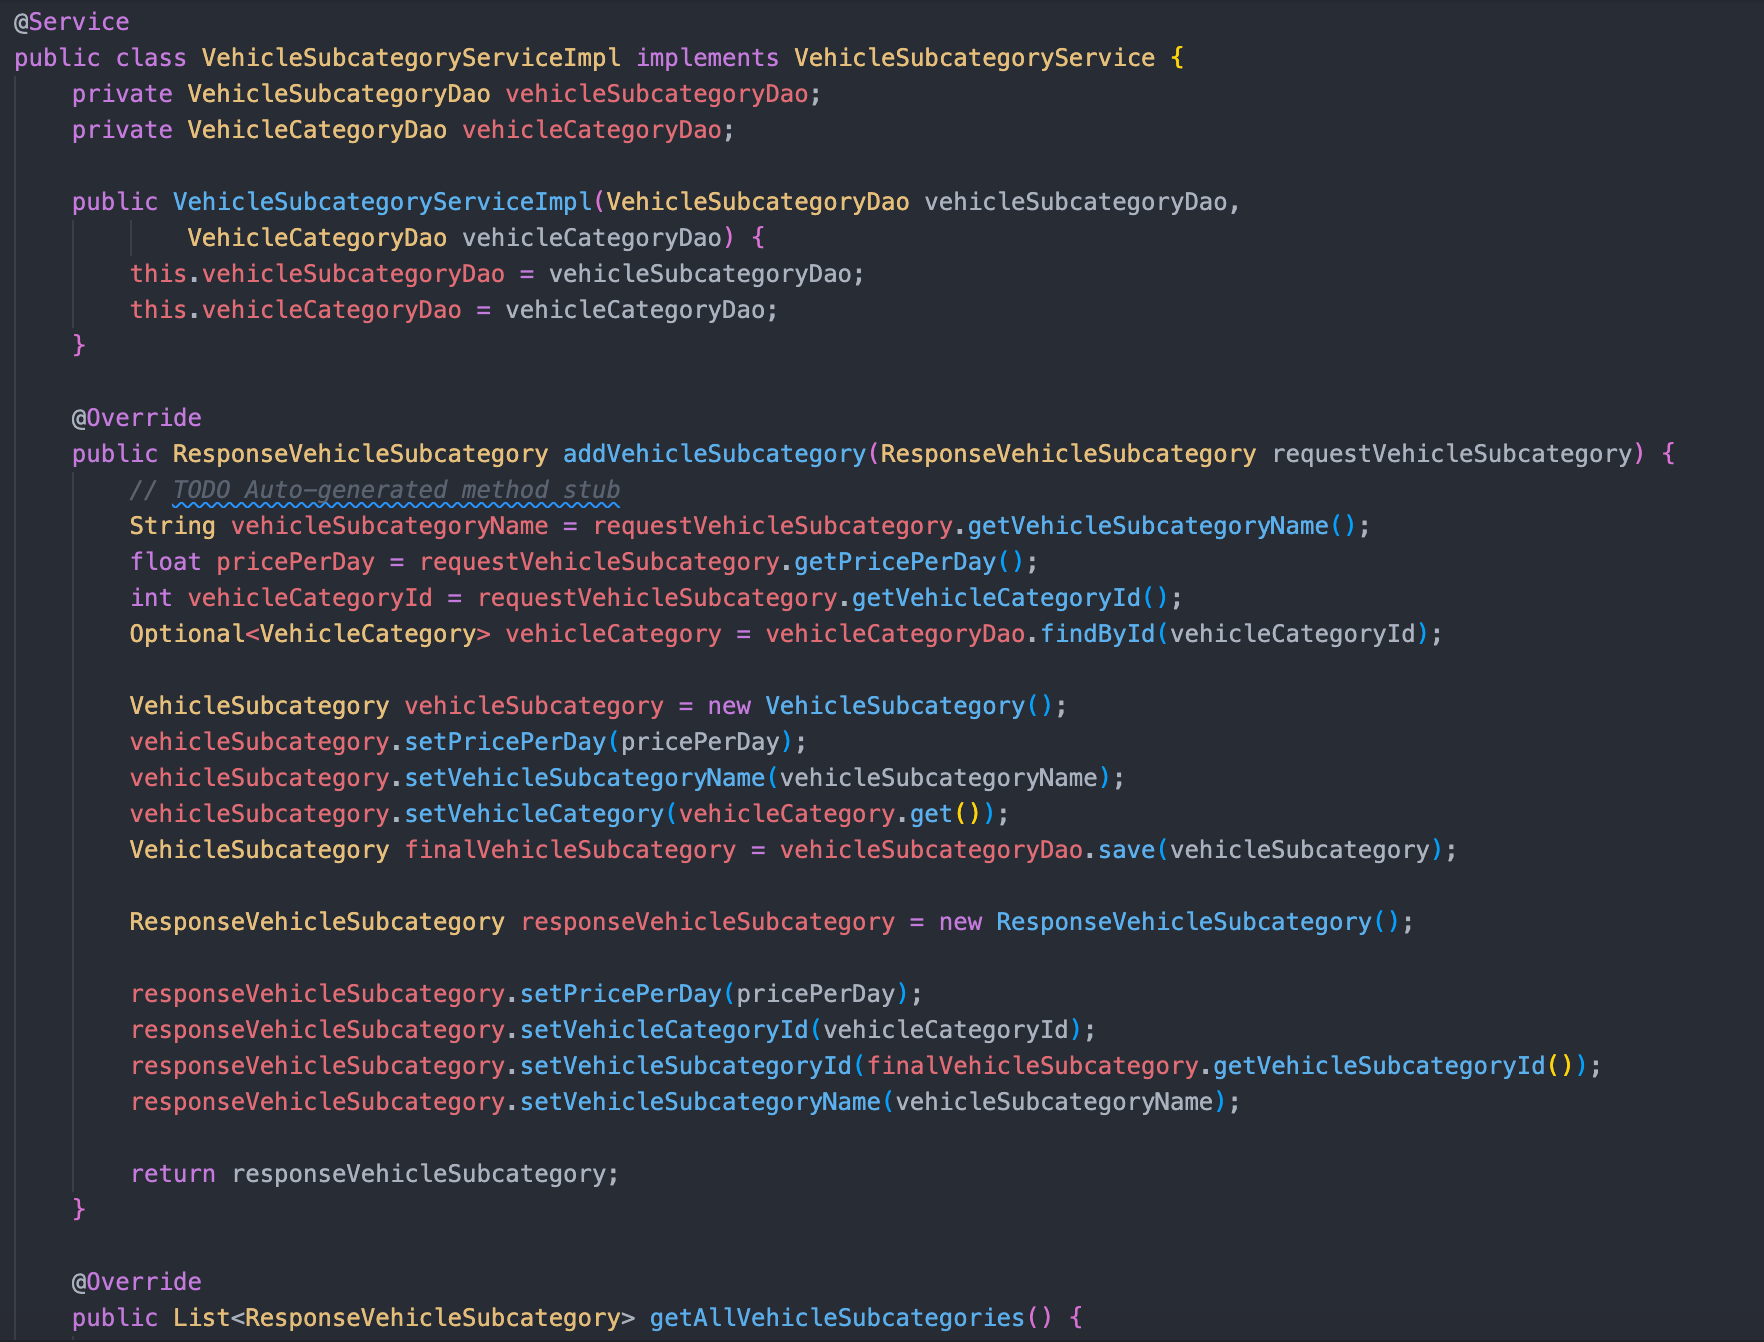 @Service
public class VehicleSubcategoryServiceImpl implements VehicleSubcategoryService {
    private VehicleSubcategoryDao vehicleSubcategoryDao;
    private VehicleCategoryDao vehicleCategoryDao;

    public VehicleSubcategoryServiceImpl(VehicleSubcategoryDao vehicleSubcategoryDao,
            VehicleCategoryDao vehicleCategoryDao) {
        this.vehicleSubcategoryDao = vehicleSubcategoryDao;
        this.vehicleCategoryDao = vehicleCategoryDao;
    }

    @Override
    public ResponseVehicleSubcategory addVehicleSubcategory(ResponseVehicleSubcategory requestVehicleSubcategory) {
        // TODO Auto-generated method stub
        String vehicleSubcategoryName = requestVehicleSubcategory.getVehicleSubcategoryName();
        float pricePerDay = requestVehicleSubcategory.getPricePerDay();
        int vehicleCategoryId = requestVehicleSubcategory.getVehicleCategoryId();
        Optional<VehicleCategory> vehicleCategory = vehicleCategoryDao.findById(vehicleCategoryId);

        VehicleSubcategory vehicleSubcategory = new VehicleSubcategory();
        vehicleSubcategory.setPricePerDay(pricePerDay);
        vehicleSubcategory.setVehicleSubcategoryName(vehicleSubcategoryName);
        vehicleSubcategory.setVehicleCategory(vehicleCategory.get());
        VehicleSubcategory finalVehicleSubcategory = vehicleSubcategoryDao.save(vehicleSubcategory);

        ResponseVehicleSubcategory responseVehicleSubcategory = new ResponseVehicleSubcategory();

        responseVehicleSubcategory.setPricePerDay(pricePerDay);
        responseVehicleSubcategory.setVehicleCategoryId(vehicleCategoryId);
        responseVehicleSubcategory.setVehicleSubcategoryId(finalVehicleSubcategory.getVehicleSubcategoryId());
        responseVehicleSubcategory.setVehicleSubcategoryName(vehicleSubcategoryName);

        return responseVehicleSubcategory;
    }

    @Override
    public List<ResponseVehicleSubcategory> getAllVehicleSubcategories() {